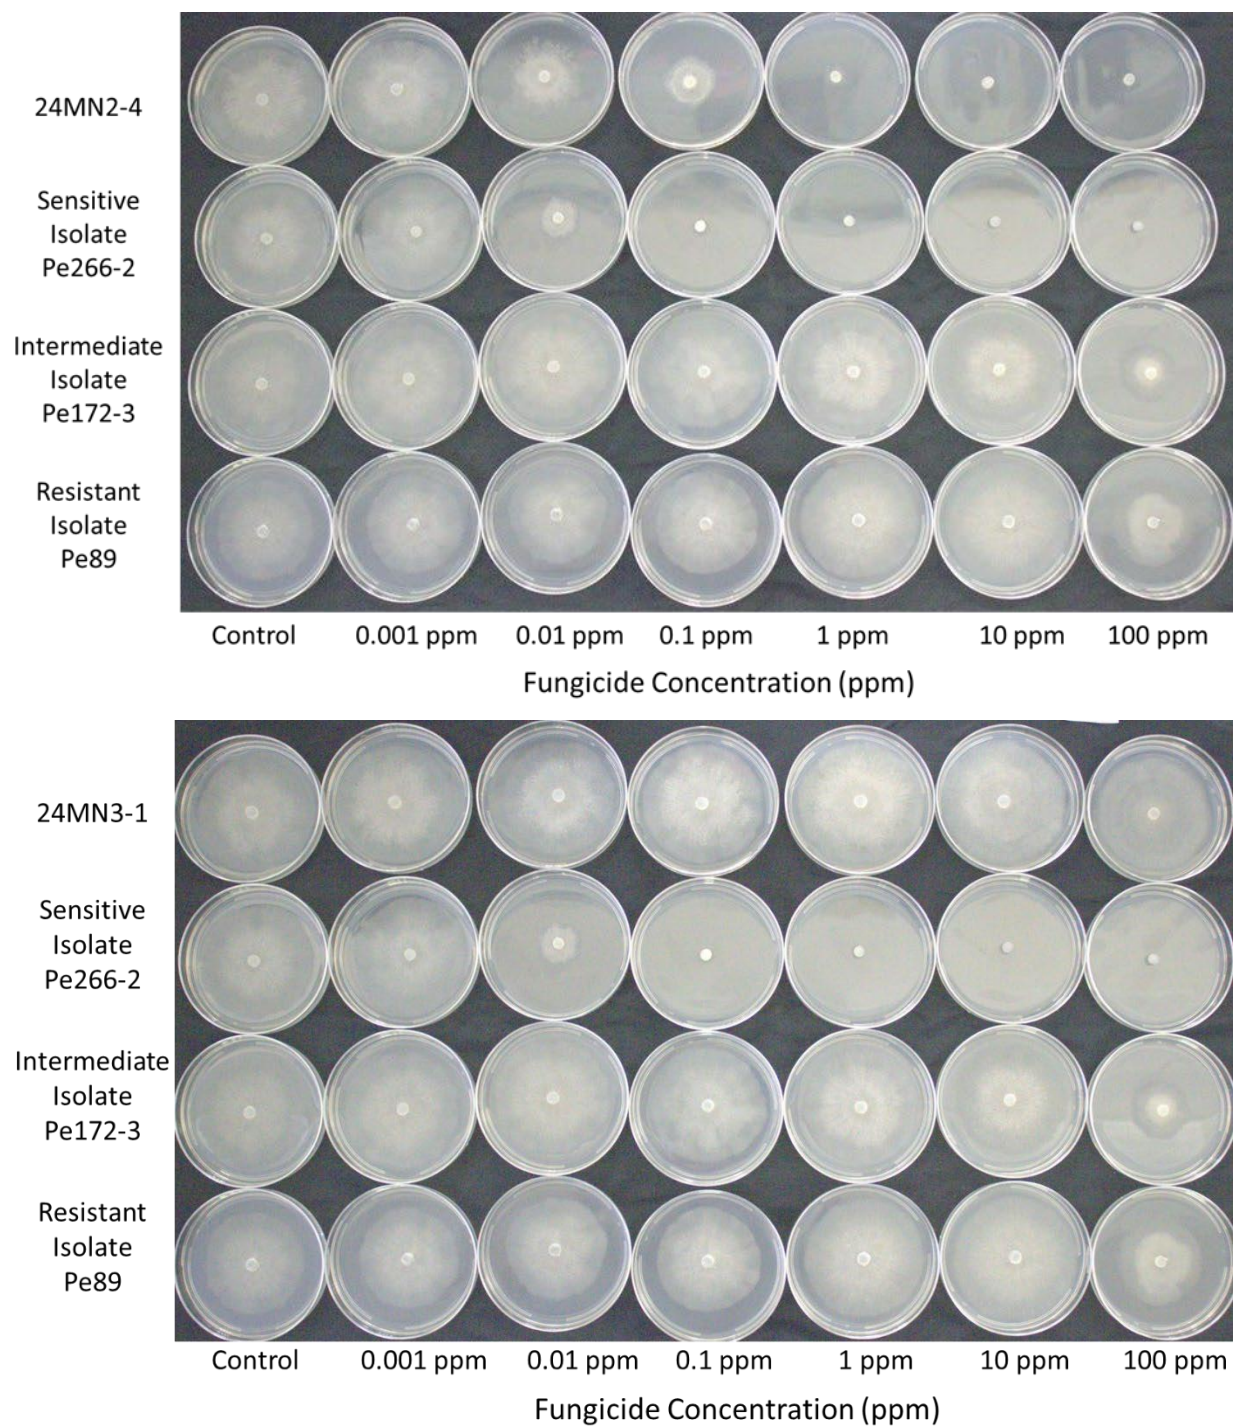 24MN2-4
Sensitive
Isolate
Pe266-2
Intermediate
Isolate
Pe172-3
Resistant
Isolate
Pe89
Control 0.001 ppm 0.01 ppm 0.1 ppm 1 ppm 10 ppm 100 ppm
Fungicide Concentration (ppm)
24MN3-1
Sensitive
Isolate
Pe266-2
Intermediate
Isolate
Pe172-3
Resistant
Isolate
Pe89
Control 0.001 ppm 0.01 ppm 0.1 ppm 1 ppm 10 ppm 100 ppm
Fungicide Concentration (ppm)